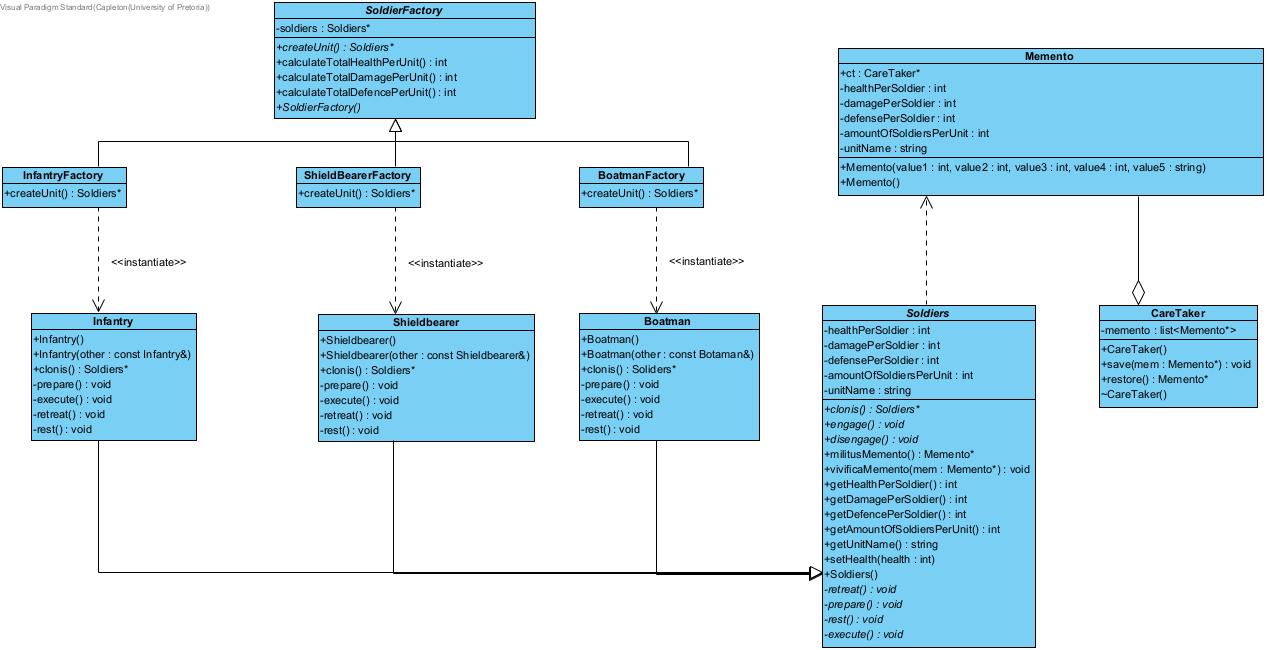 Visual Paradigm Standard(Capleton(University of Pretoria))
SoldierFactory
-soldiers : Soldiers*
+createUnit() : Soldiers*
+calculateTotalHealthPerUnit() : int
+calculateTotalDamagePerUnit() : int
+calculateTotalDefencePerUnit() : int
+SoldierFactory()
InfantryFactory
+createUnit() : Soldiers*
ShieldBearerFactory
+createUnit() : Soldiers*
BoatmanFactory
+createUnit() : Soldiers*
<<instantiate>>
<<instantiate>>
<<instantiate>>
Infantry
+Infantry()
+Infantry(other : const Infantry&)
+clonis() : Soldiers*
-prepare() : void
-execute() : void
-retreat() : void
-rest() : void
Shieldbearer
+Shieldbearer()
+Shieldbearer(other : const Shieldbearer&)
+clonis() : Soldiers*
-prepare() : void
-execute() : void
-retreat() : void
-rest() : void
Boatman
+Boatman()
+Boatman(other : const Botaman&)
+clonis() : Soliders*
-prepare() : void
-execute() : void
-retreat() : void
-rest() : void
Memento
+ct : CareTaker*
-healthPerSoldier : int
-damagePerSoldier : int
-defensePerSoldier : int
-amountOfSoldiersPerUnit : int
-unitName : string
+Memento(value1 : int, value2 : int, value3 : int, value4 : int, value5 : string)
+Memento()
Soldiers
-healthPerSoldier : int
-damagePerSoldier : int
-defensePerSoldier : int
-amountOfSoldiersPerUnit : int
-unitName : string
+clonis() : Soldiers*
+engage() : void
+disengage() : void
+militusMemento() : Memento*
+vivificaMemento(mem : Memento*) : void
+getHealthPerSoldier() : int
+getDamagePerSoldier() : int
+getDefencePerSoldier() : int
+getAmountOfSoldiersPerUnit() : int
+getUnitName() : string
+setHealth(health : int)
+Soldiers()
-retreat() : void
-prepare() : void
-rest() : void
-execute() : void
CareTaker
-memento : list<Memento*>
+CareTaker()
+save(mem : Memento*) : void
+restore() : Memento*
~CareTaker()